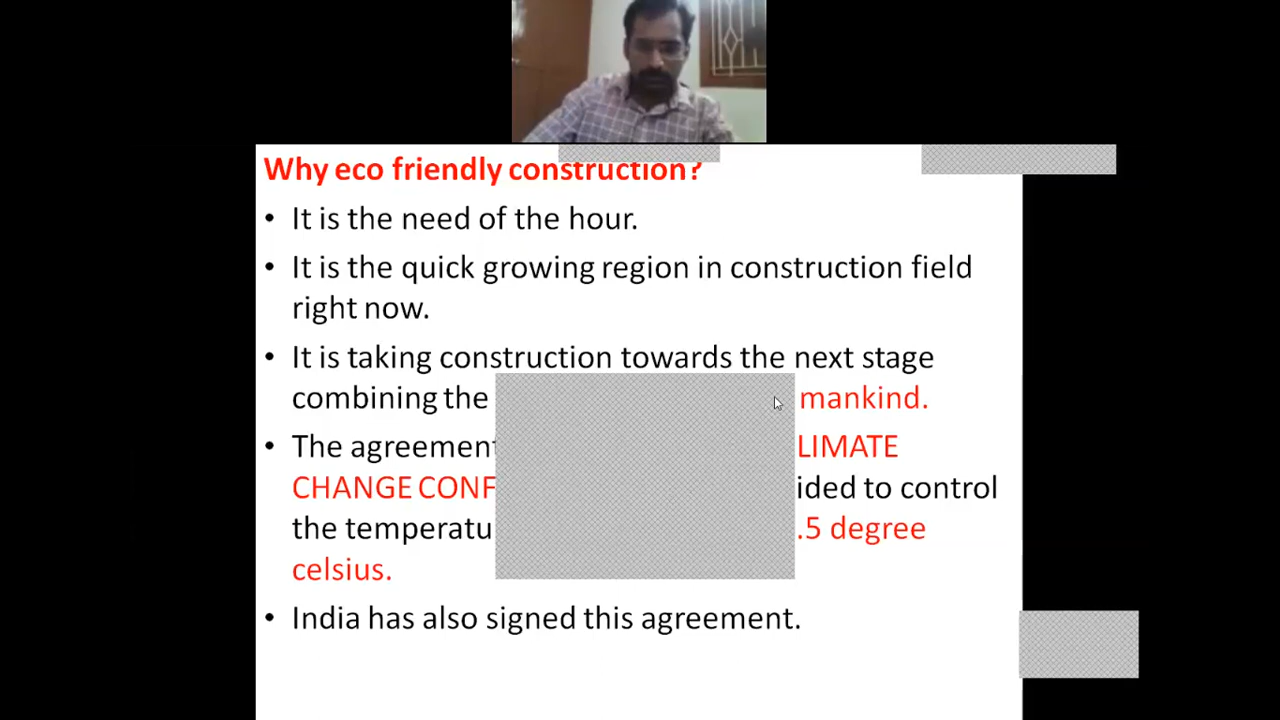 Why eco friendly construction?
• It is the need of the hour.
• It is the quick growing region in construction field
right now.
• It is taking construction towards the next stage
combining the mankind.
• The agreement LIMATE
CHANGE CONF ided to control
the temperatu .5 degree
celsius.
• India has also signed this agreement.